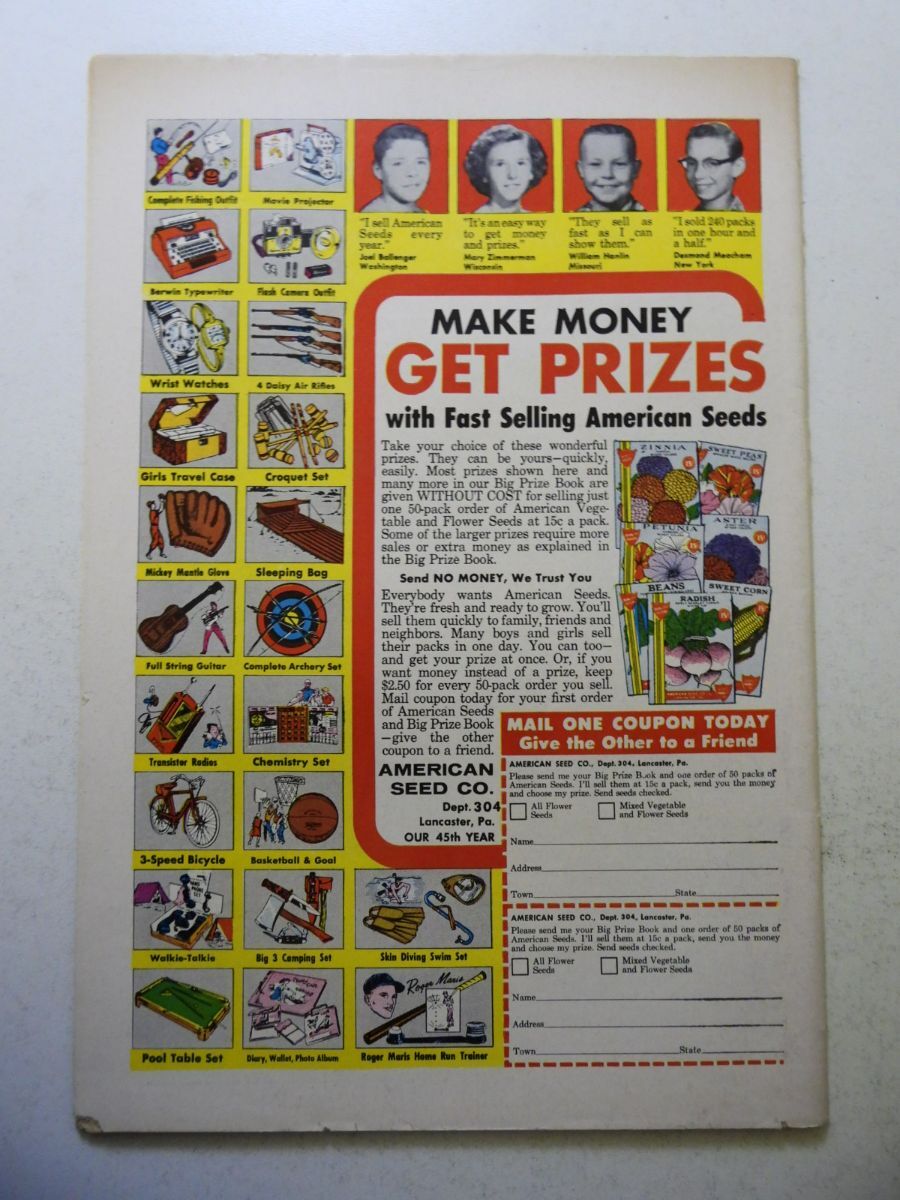 Complete Fishing Outfit
Movie Projector
Berwin Typewriter
Flash Camera Outfit
Wrist Watches
4 Daisy Air Rifles
Girls Travel Case
Croquet Set
Mickey Mantle Glove
Sleeping Bag
Full String Guitar
Complete Archery Set
Transistor Radios
Chemistry Set
3-Speed Bicycle
Basketball & Goal
Walkie-Talkie
Big 3 Camping Set
Skin Diving Swim Set
Pool Table Set
Diary, Wallet, Photo Album
Roger Maris
Roger Maris Home Run Trainer
"I sell American
Seeds every
year."
Joel Ballenger
Washington
"It's an easy way
to get money
and prizes."
Mary Zimmerman
Wisconsin
"They sell as
fast as I can
show them."
William Hanlin
Missouri
"I sold 240 packs
in one hour and
a half."
Desmond Meacham
New York
MAKE MONEY
GET PRIZES
with Fast Selling American Seeds
Take your choice of these wonderful
prizes. They can be yours—quickly,
easily. Most prizes shown here and
many more in our Big Prize Book are
given WITHOUT COST for selling just
one 50-pack order of American Vege-
table and Flower Seeds at 15c a pack.
Some of the larger prizes require more
sales or extra money as explained in
the Big Prize Book.
Send NO MONEY, We Trust You
Everybody wants American Seeds.
They're fresh and ready to grow. You'll
sell them quickly to family, friends and
neighbors. Many boys and girls sell
their packs in one day. You can too—
and get your prize at once. Or, if you
want money instead of a prize, keep
$2.50 for every 50-pack order you sell.
Mail coupon today for your first order
of American Seeds
and Big Prize Book
—give the other
coupon to a friend.
AMERICAN
SEED CO.
Dept. 304
Lancaster, Pa.
OUR 45th YEAR
ZINNIA
SWEET PEAS
PETUNIA
ASTER
BEANS
SWEET CORN
RADISH
MAIL ONE COUPON TODAY
Give the Other to a Friend
AMERICAN SEED CO., Dept. 304, Lancaster, Pa.
Please send me your Big Prize Book and one order of 50 packs of
American Seeds. I'll sell them at 15c a pack, send you the money
and choose my prize. Send seeds checked.
All Flower
Seeds
Mixed Vegetable
and Flower Seeds
Name
Address
Town State
AMERICAN SEED CO., Dept. 304, Lancaster, Pa.
Please send me your Big Prize Book and one order of 50 packs of
American Seeds. I'll sell them at 15c a pack, send you the money
and choose my prize. Send seeds checked.
All Flower
Seeds
Mixed Vegetable
and Flower Seeds
Name
Address
Town State